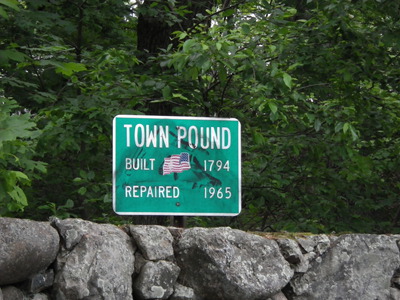 TOWN POUND
BUILT 1794
REPAIRED 1965